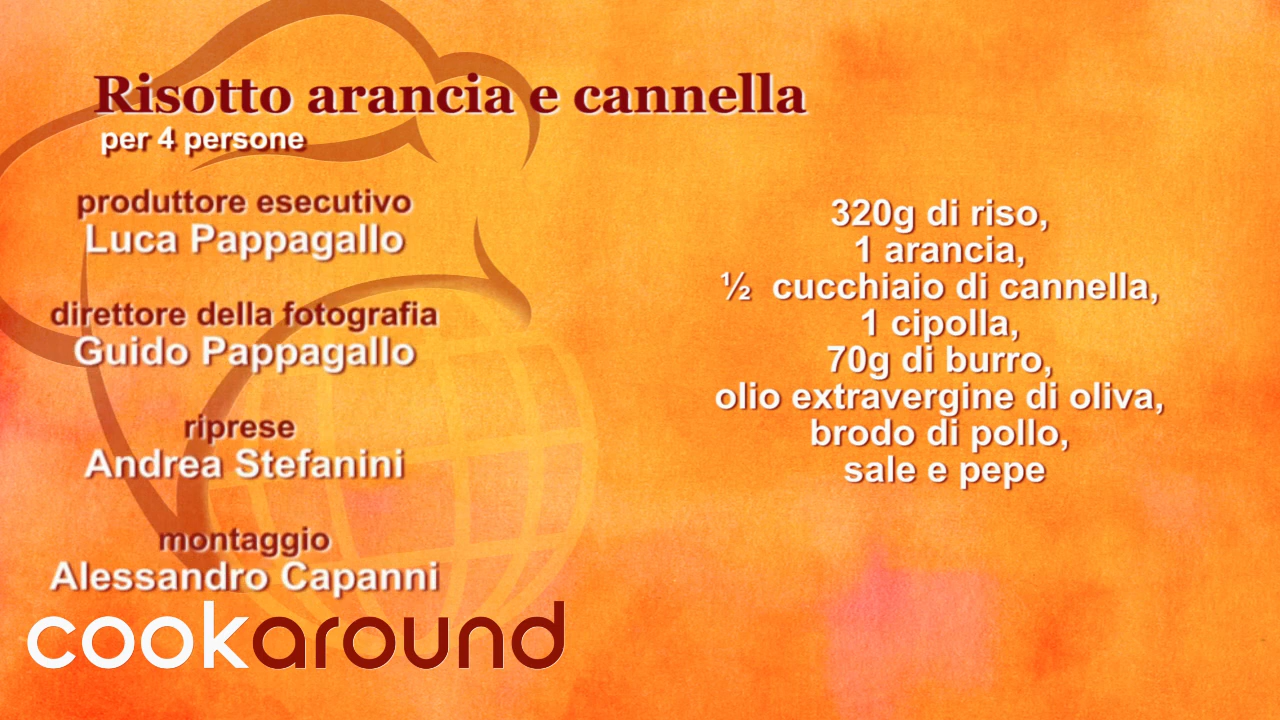 Risotto arancia e cannella
per 4 persone
produttore esecutivo
Luca Pappagallo
direttore della fotografia
Guido Pappagallo
riprese
Andrea Stefanini
montaggio
Alessandro Capanni
cookaround
320g di riso,
1 arancia,
½ cucchiaio di cannella,
1 cipolla,
70g di burro,
olio extravergine di oliva,
brodo di pollo,
sale e pepe